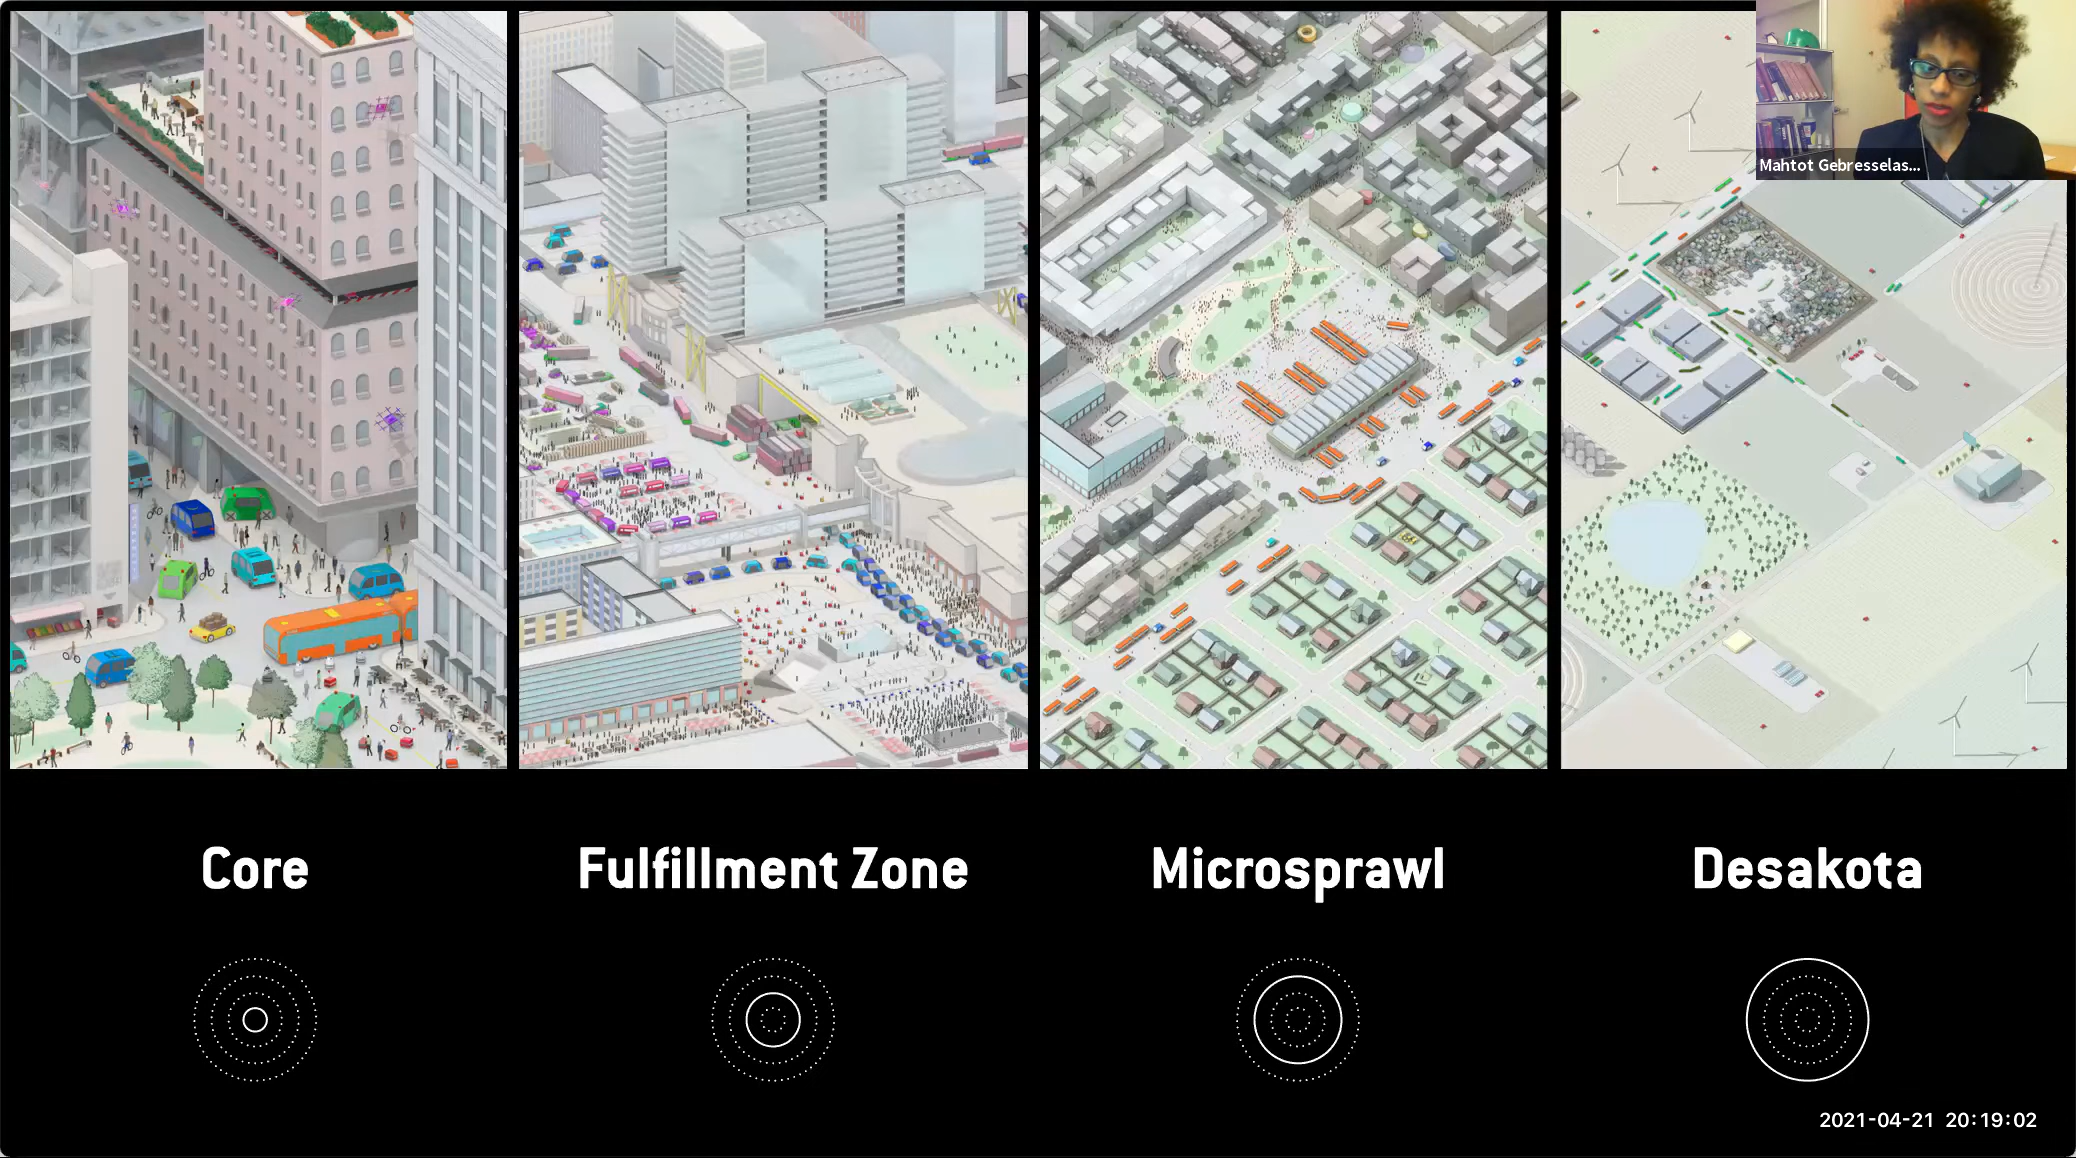 Mahtot Gebresselas...
Core
Fulfillment Zone
Microsprawl
Desakota
2021-04-21 20:19:02